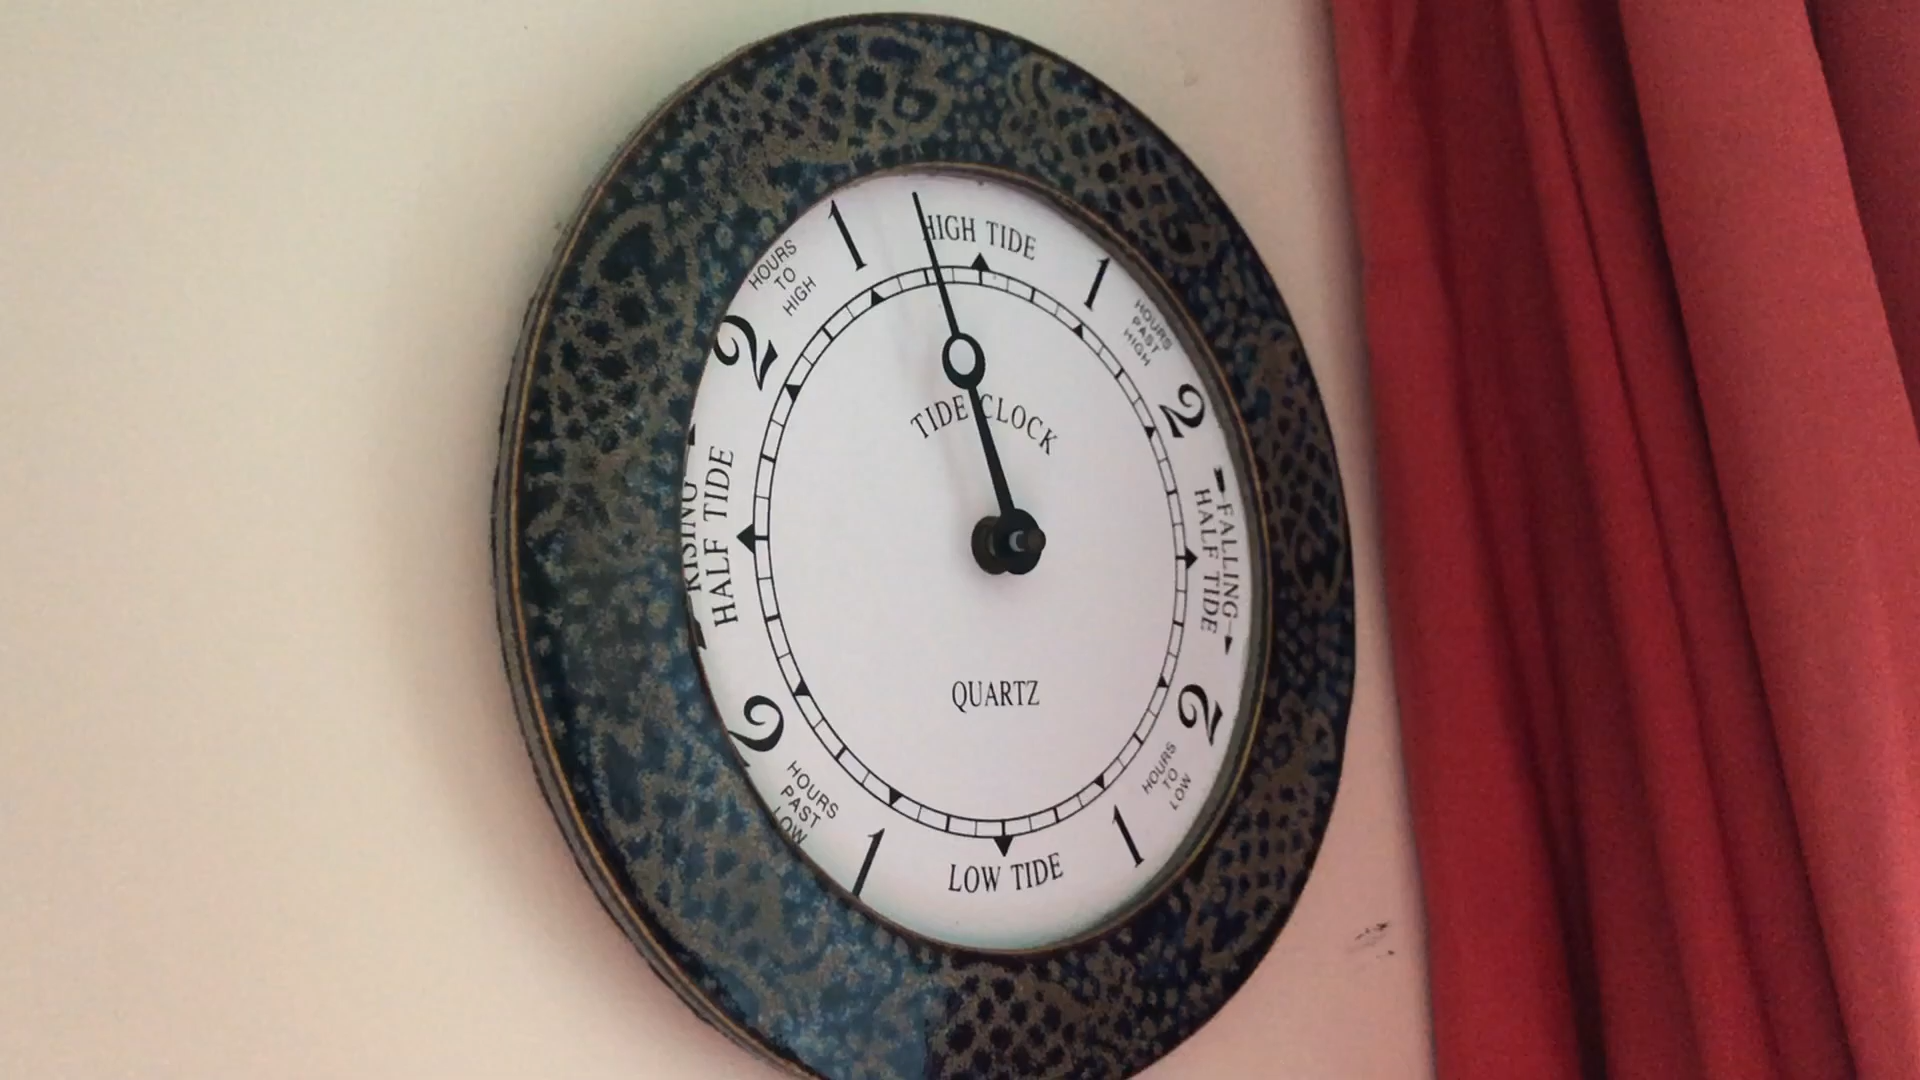 HIGH TIDE
1
HOURS
PAST
HIGH
2
FALLING
HALF TIDE
2
HOURS
TO
LOW
1
LOW TIDE
1
HOURS
PAST
LOW
2
RISING
HALF TIDE
2
HOURS
TO
HIGH
1
TIDE CLOCK
QUARTZ